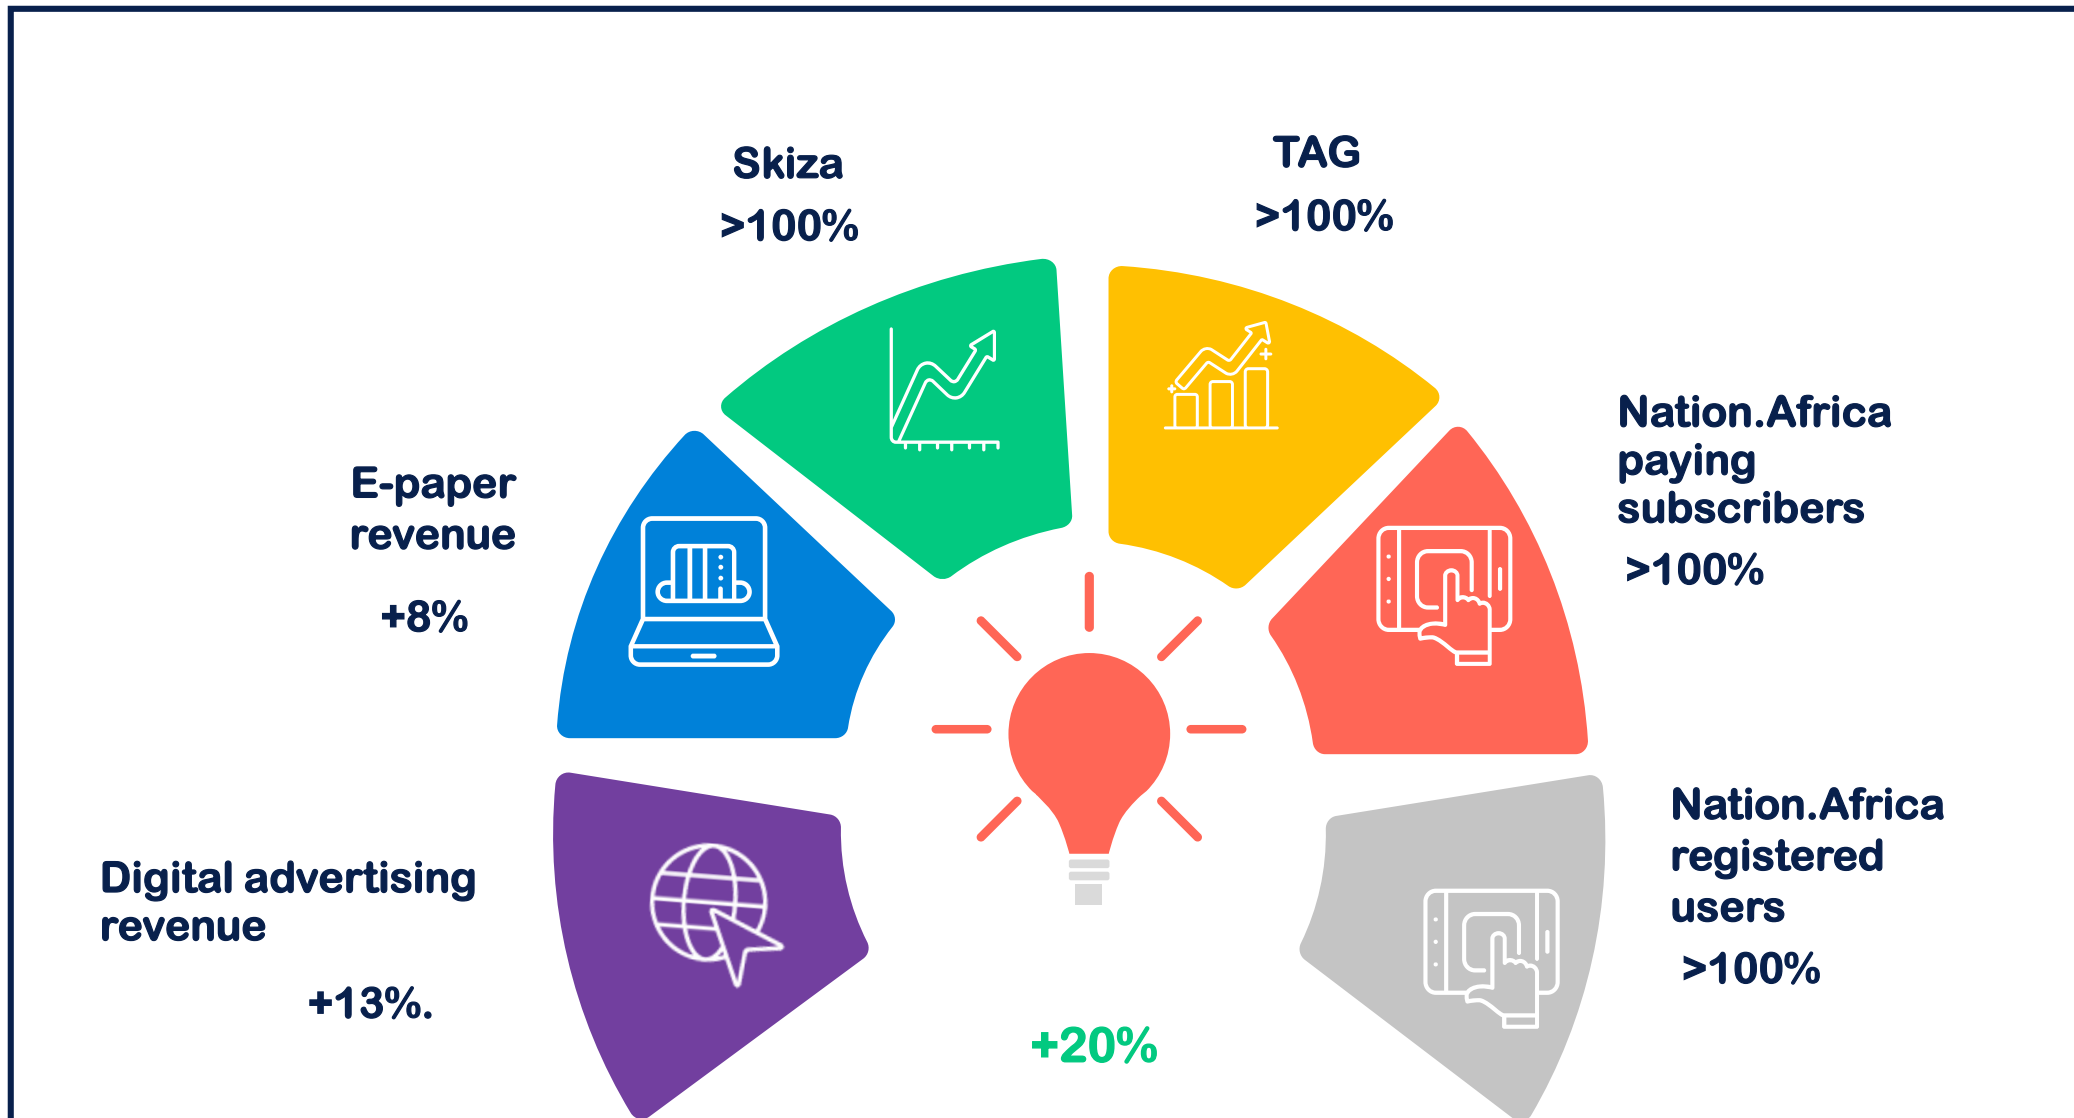 Skiza
>100%
TAG
>100%
E-paper
revenue
+8%
Nation.Africa
paying
subscribers
>100%
Digital advertising
revenue
+13%.
Nation.Africa
registered
users
>100%
+20%